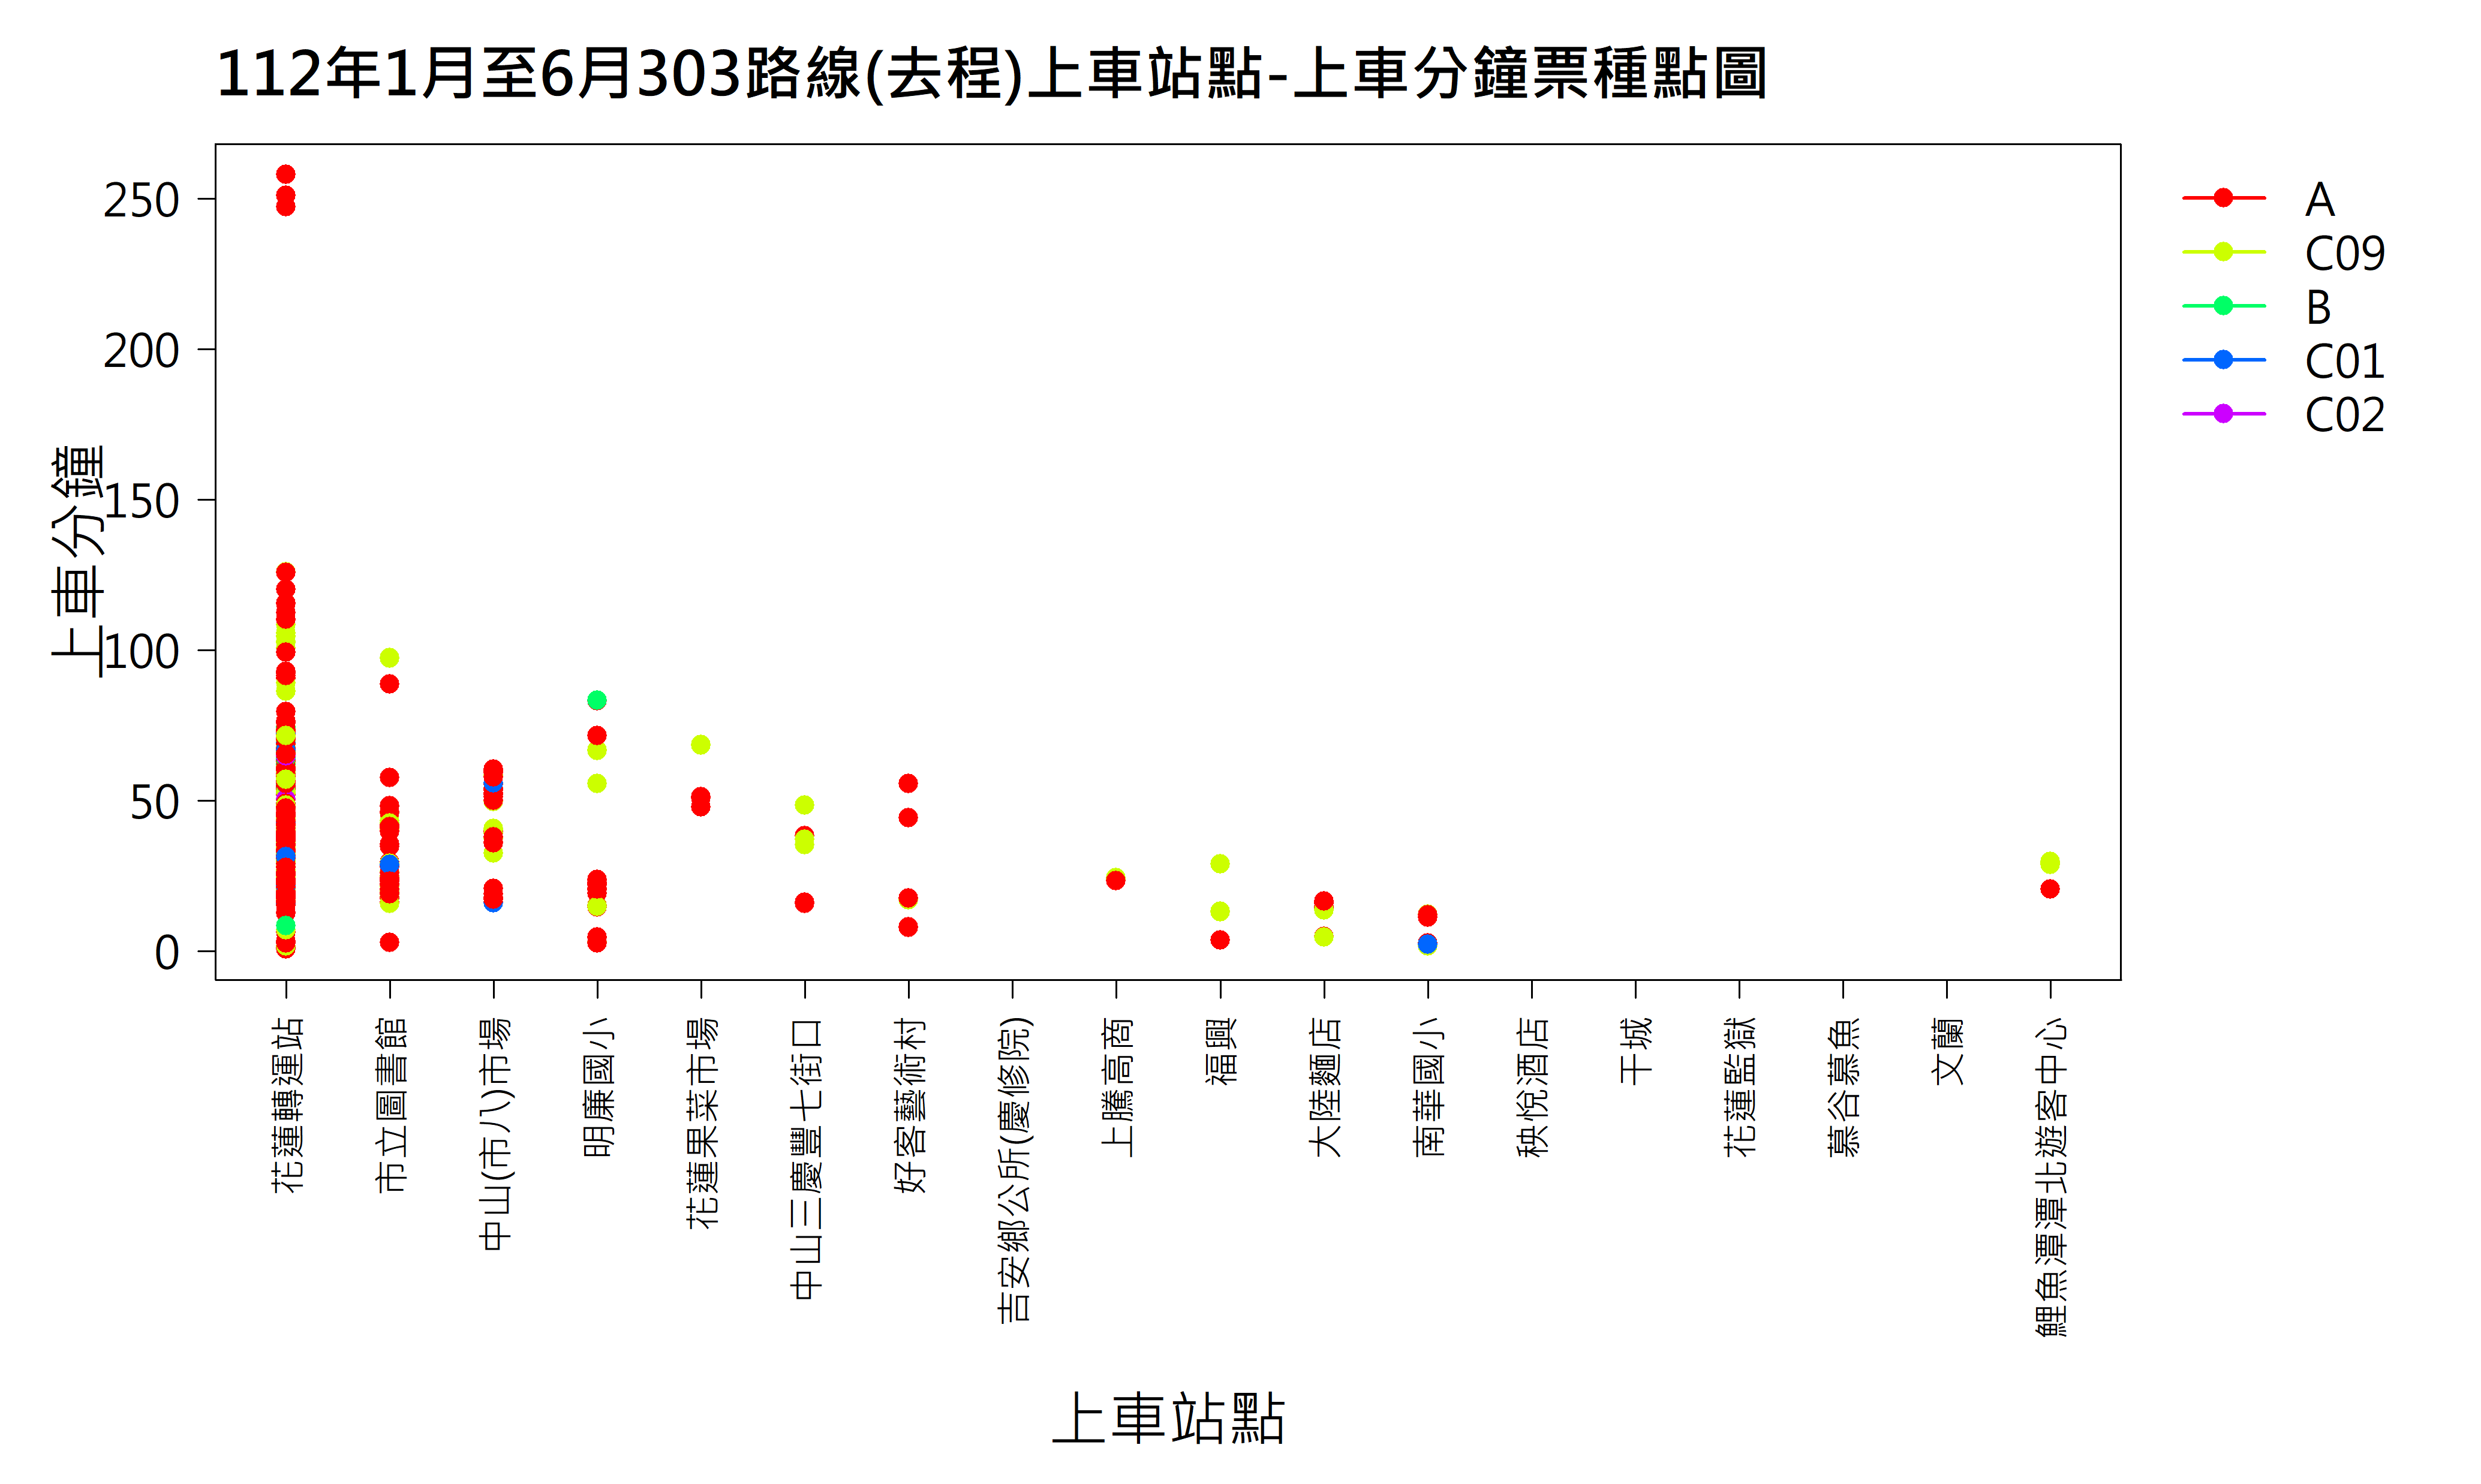 112年1月至6月303路線(去程)上車站點-上車分鐘票種點圖
上車分鐘
250
200
150
100
50
0
A
C09
B
C01
C02
花蓮轉運站
市立圖書館
中山(市八)市場
明廉國小
花蓮果菜市場
中山三慶豐七街口
好客藝術村
吉安鄉公所(慶修院)
上騰高商
福興
大陸麵店
南華國小
秧悅酒店
干城
花蓮監獄
慕谷慕魚
文蘭
鯉魚潭潭北遊客中心
上車站點